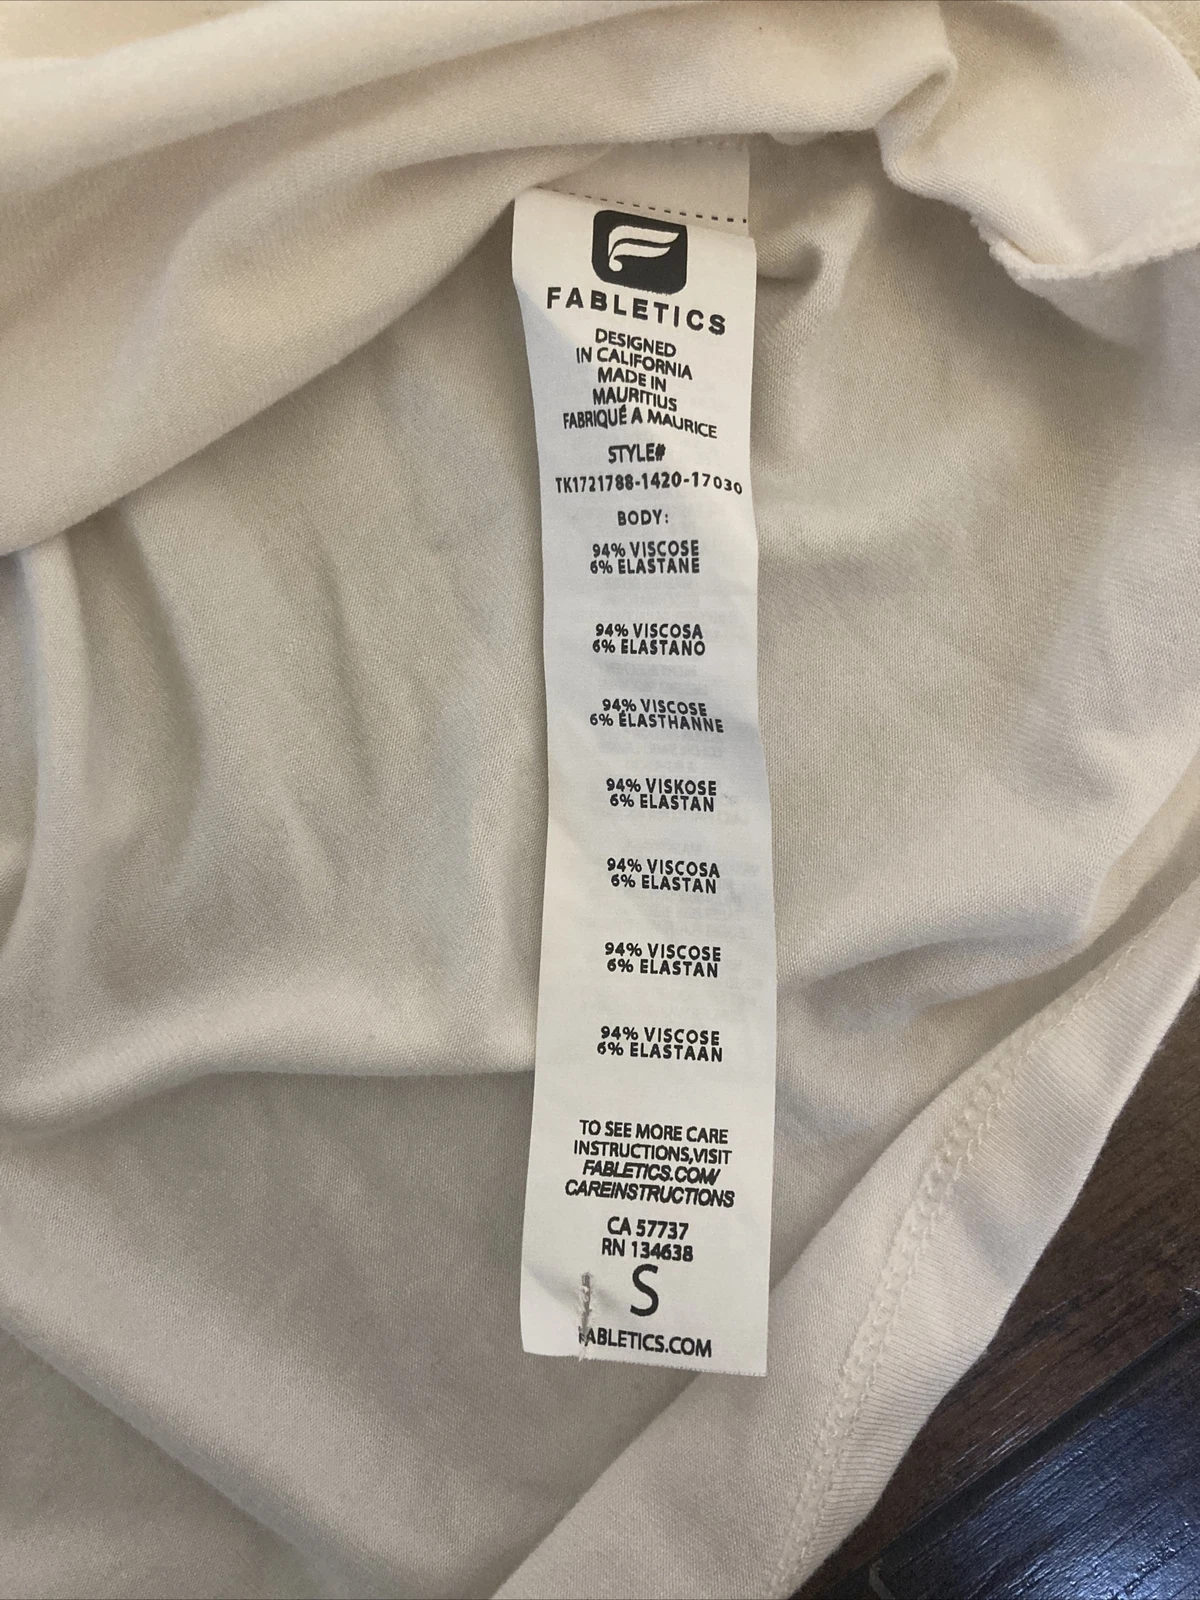 FABLETICS
DESIGNED
IN CALIFORNIA
MADE IN
MAURITIUS
FABRIQUÉ A MAURICE
STYLE#
TK1721788-1420-17030
BODY:
94% VISCOSE
6% ELASTANE
94% VISCOSA
6% ELASTANO
94% VISCOSE
6% ÉLASTHANNE
94% VISKOSE
6% ELASTAN
94% VISCOSA
6% ELASTAN
94% VISCOSE
6% ELASTAN
94% VISCOSE
6% ELASTAAN
TO SEE MORE CARE
INSTRUCTIONS,VISIT
FABLETICS.COM/
CAREINSTRUCTIONS
CA 57737
RN 134638
S
FABLETICS.COM